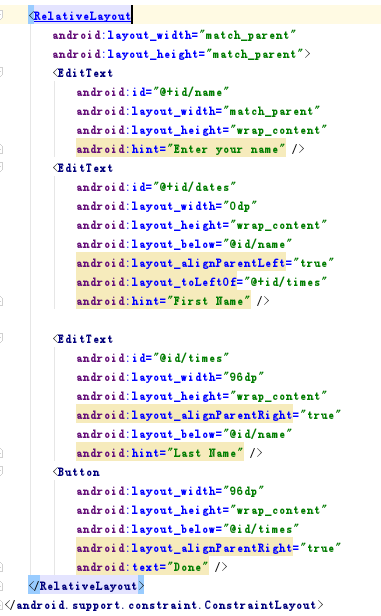 <RelativeLayout
android:layout_width="match_parent"
android:layout_height="match_parent">
<EditText
android:id="@+id/name"
android:layout_width="match_parent"
android:layout_height="wrap_content"
android:hint="Enter your name" />
<EditText
android:id="@+id/dates"
android:layout_width="0dp"
android:layout_height="wrap_content"
android:layout_below="@id/name"
android:layout_alignParentLeft="true"
android:layout_toLeftOf="@+id/times"
android:hint="First Name" />
<EditText
android:id="@id/times"
android:layout_width="96dp"
android:layout_height="wrap_content"
android:layout_alignParentRight="true"
android:layout_below="@id/name"
android:hint="Last Name" />
<Button
android:layout_width="96dp"
android:layout_height="wrap_content"
android:layout_below="@id/times"
android:layout_alignParentRight="true"
android:text="Done" />
</RelativeLayout>
</android.support.constraint.ConstraintLayout>